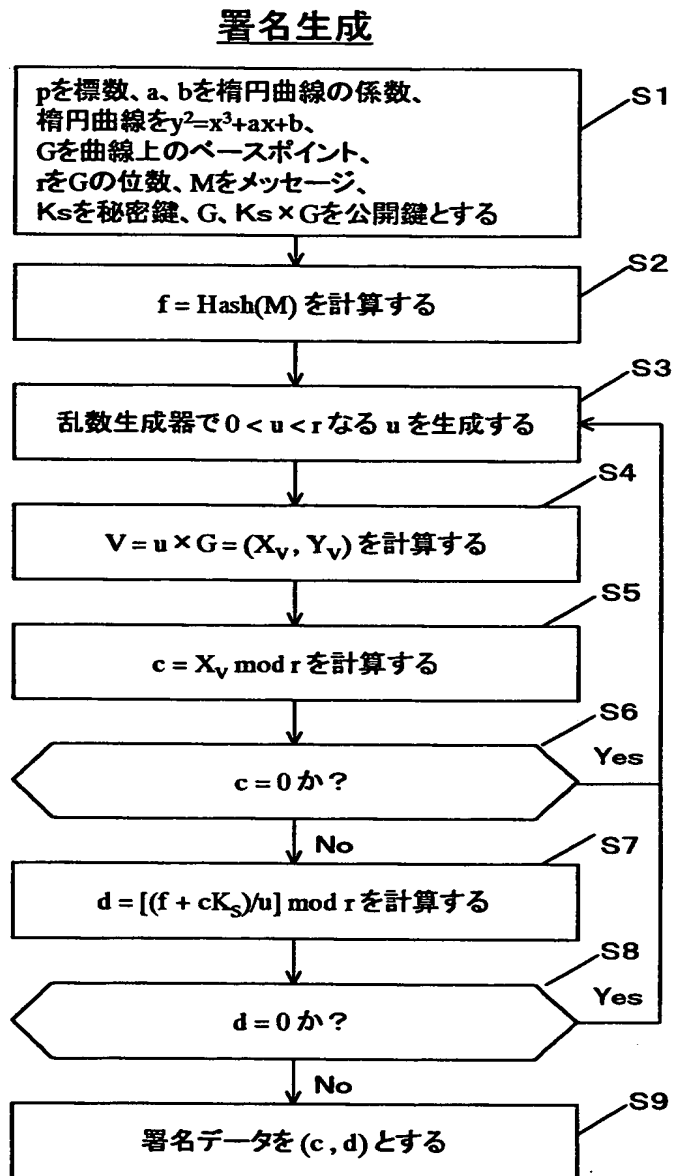 署名生成
pを標数、a、bを楕円曲線の係数、
楕円曲線をy²=x³+ax+b、
Gを曲線上のベースポイント、
rをGの位数、Mをメッセージ、
Ksを秘密鍵、G、Ks×Gを公開鍵とする
S1
f = Hash(M) を計算する
S2
乱数生成器で 0 < u < r なる u を生成する
S3
V = u × G = (X_V, Y_V) を計算する
S4
c = X_V mod r を計算する
S5
c = 0 か？
S6
Yes
No
d = [(f + cK_S)/u] mod r を計算する
S7
d = 0 か？
S8
Yes
No
署名データを (c , d) とする
S9